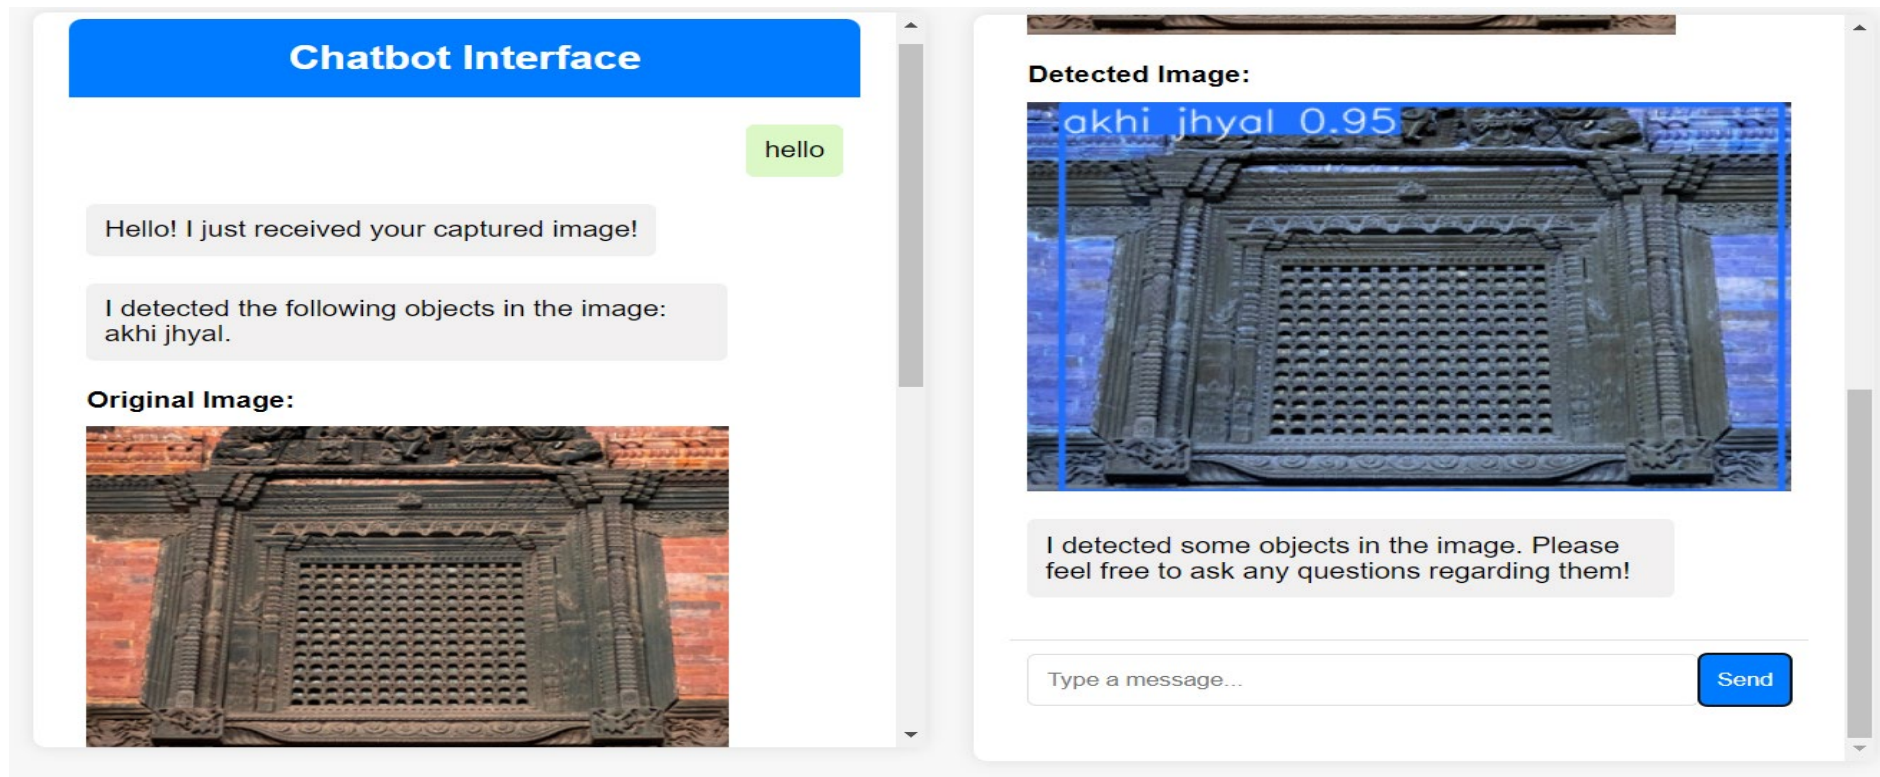 Chatbot Interface
hello
Hello! I just received your captured image!
I detected the following objects in the image:
akhi jhyal.
Original Image:
Detected Image:
akhi jhyal 0.95
I detected some objects in the image. Please
feel free to ask any questions regarding them!
Type a message...
Send